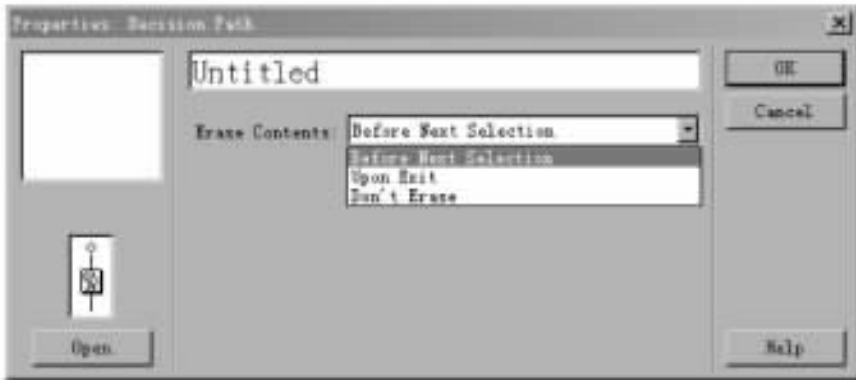 Properties: Decision Path
Untitled
OK
Erase Contents:
Before Next Selection
Cancel
Before Next Selection
Upon Exit
Don't Erase
Open
Help